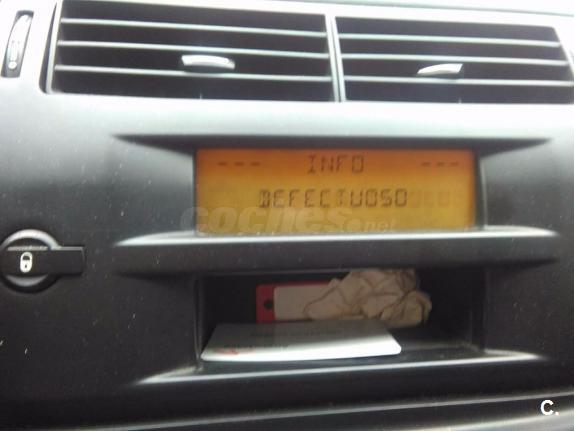 --- INFO ---
DEFECTUOSO
coches.net
C.